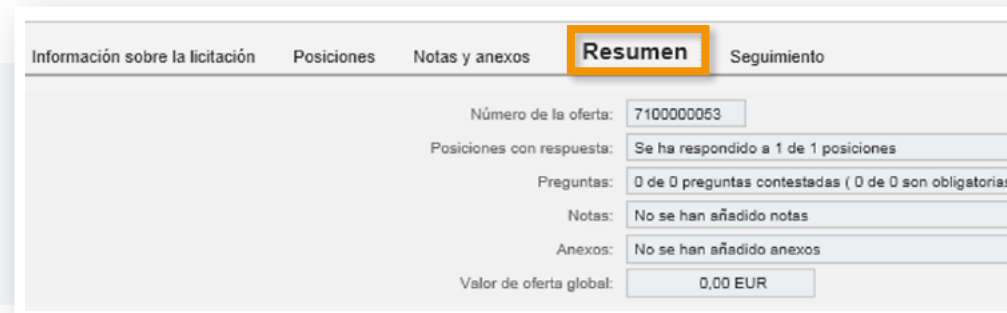 Información sobre la licitación Posiciones Notas y anexos Resumen Seguimiento
Número de la oferta: 7100000053
Posiciones con respuesta: Se ha respondido a 1 de 1 posiciones
Preguntas: 0 de 0 preguntas contestadas ( 0 de 0 son obligatorias
Notas: No se han añadido notas
Anexos: No se han añadido anexos
Valor de oferta global: 0,00 EUR